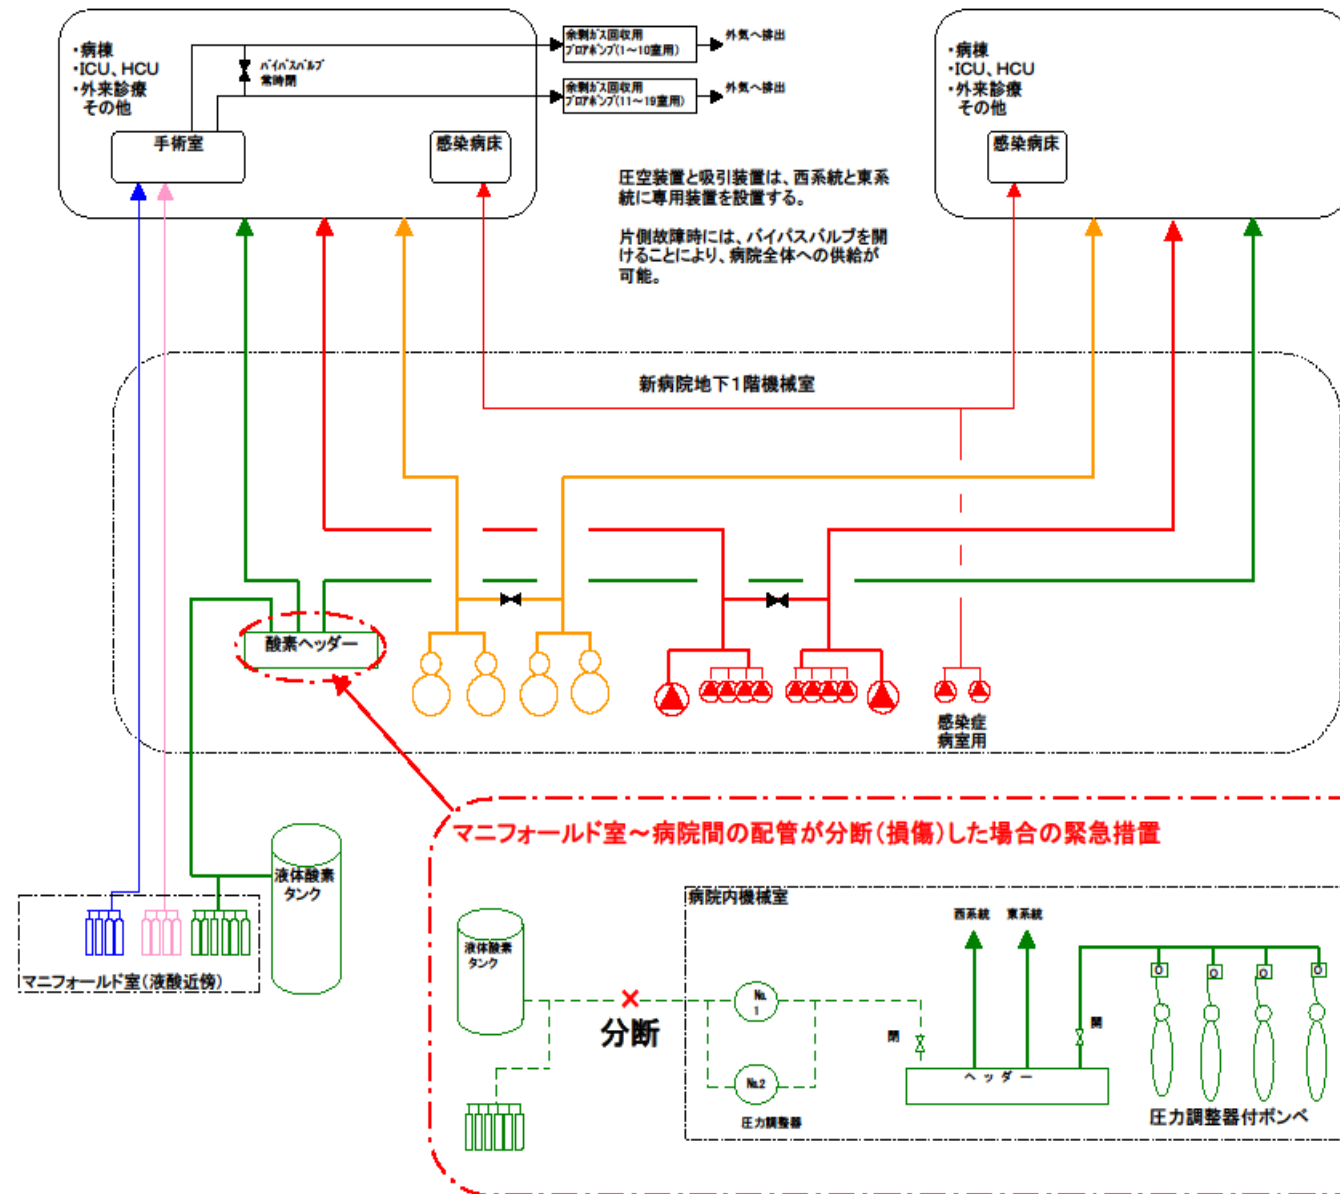 ・病棟
・ICU、HCU
・外来診療
その他
バイパスバルブ
常時閉
余剰ガス回収用
ブロアポンプ(1～10室用)
外気へ排出
余剰ガス回収用
ブロアポンプ(11～19室用)
外気へ排出
手術室
感染病床
・病棟
・ICU、HCU
・外来診療
その他
感染病床
圧空装置と吸引装置は、西系統と東系
統に専用装置を設置する。
片側故障時には、バイパスバルブを開
けることにより、病院全体への供給が
可能。
新病院地下1階機械室
酸素ヘッダー
感染症
病室用
液体酸素
タンク
マニフォールド室(液酸近傍)
マニフォールド室～病院間の配管が分断(損傷)した場合の緊急措置
病院内機械室
西系統
東系統
液体酸素
タンク
分断
No.
1
No.2
圧力調整器
閉
ヘッダー
開
O
O
O
O
圧力調整器付ボンベ